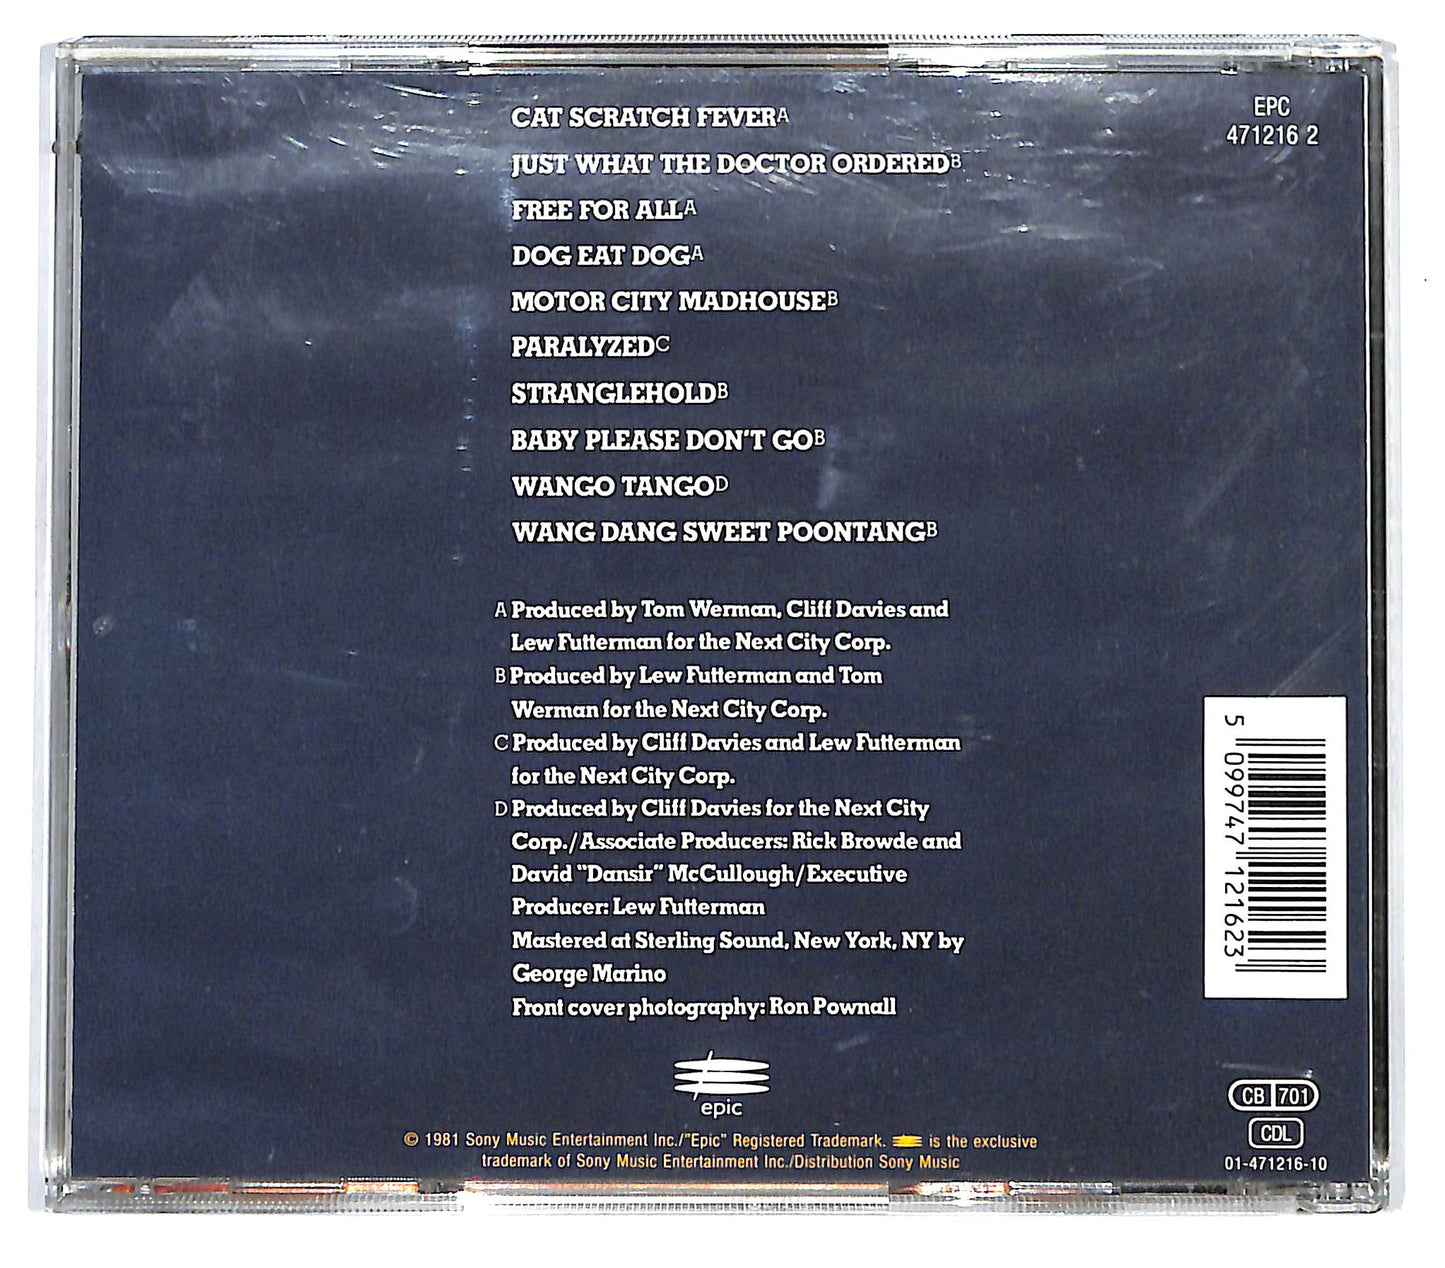 CAT SCRATCH FEVERA
JUST WHAT THE DOCTOR ORDEREDB
FREE FOR ALLA
DOG EAT DOGA
MOTOR CITY MADHOUSEB
PARALYZEDC
STRANGLEHOLDB
BABY PLEASE DON'T GOB
WANGO TANGOD
WANG DANG SWEET POONTANGB
EPC
471216 2
A Produced by Tom Werman, Cliff Davies and
Lew Futterman for the Next City Corp.
B Produced by Lew Futterman and Tom
Werman for the Next City Corp.
C Produced by Cliff Davies and Lew Futterman
for the Next City Corp.
D Produced by Cliff Davies for the Next City
Corp./Associate Producers: Rick Browde and
David "Dansir" McCullough/Executive
Producer: Lew Futterman
Mastered at Sterling Sound, New York, NY by
George Marino
Front cover photography: Ron Pownall
5 099747 121623
epic
© 1981 Sony Music Entertainment Inc./"Epic" Registered Trademark. is the exclusive
trademark of Sony Music Entertainment Inc./Distribution Sony Music
CB 701
CDL
01-471216-10